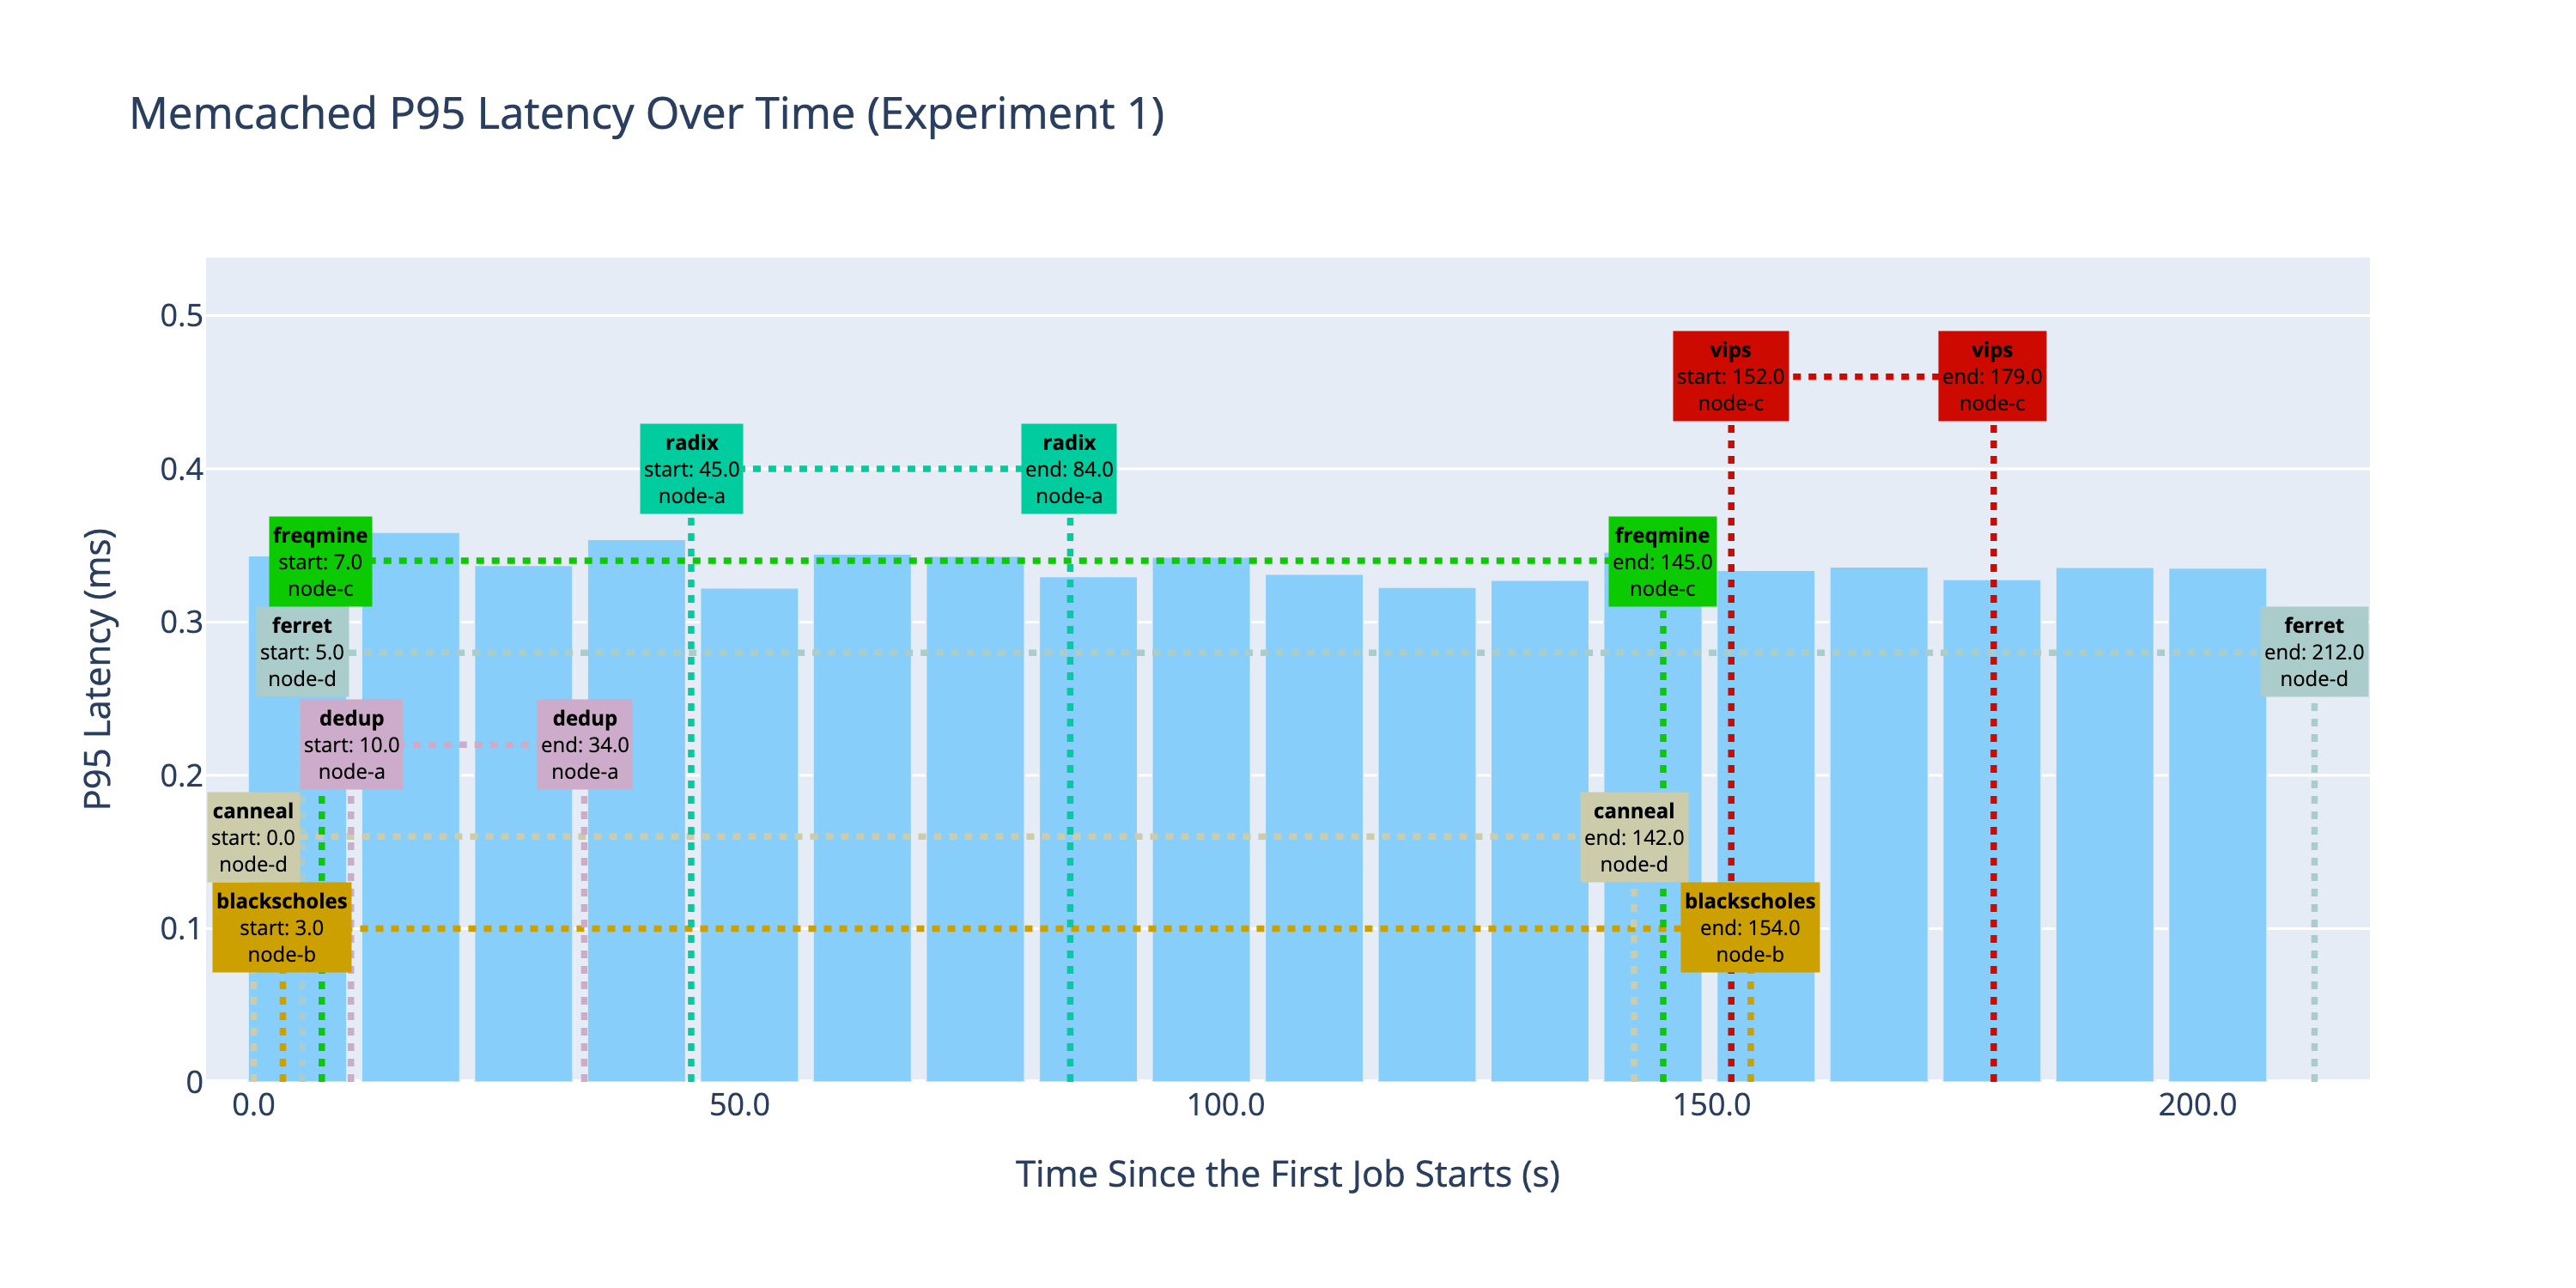 Memcached P95 Latency Over Time (Experiment 1)
P95 Latency (ms)
0.5
0.4
0.3
0.2
0.1
0
vips
start: 152.0
node-c
vips
end: 179.0
node-c
radix
start: 45.0
node-a
radix
end: 84.0
node-a
freqmine
start: 7.0
node-c
freqmine
end: 145.0
node-c
ferret
start: 5.0
node-d
ferret
end: 212.0
node-d
dedup
start: 10.0
node-a
dedup
end: 34.0
node-a
canneal
start: 0.0
node-d
canneal
end: 142.0
node-d
blackscholes
start: 3.0
node-b
blackscholes
end: 154.0
node-b
0.0
50.0
100.0
150.0
200.0
Time Since the First Job Starts (s)